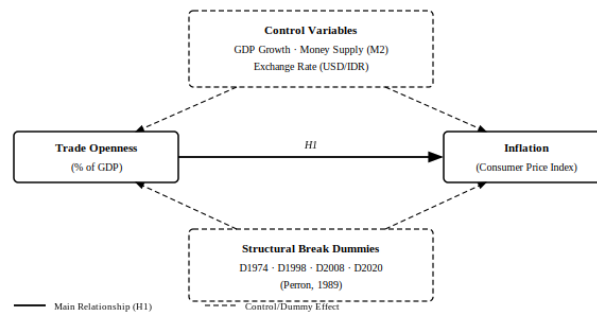 Control Variables
GDP Growth · Money Supply (M2)
Exchange Rate (USD/IDR)
Trade Openness
(% of GDP)
H1
Inflation
(Consumer Price Index)
Structural Break Dummies
D1974 · D1998 · D2008 · D2020
(Perron, 1989)
Main Relationship (H1)
Control/Dummy Effect